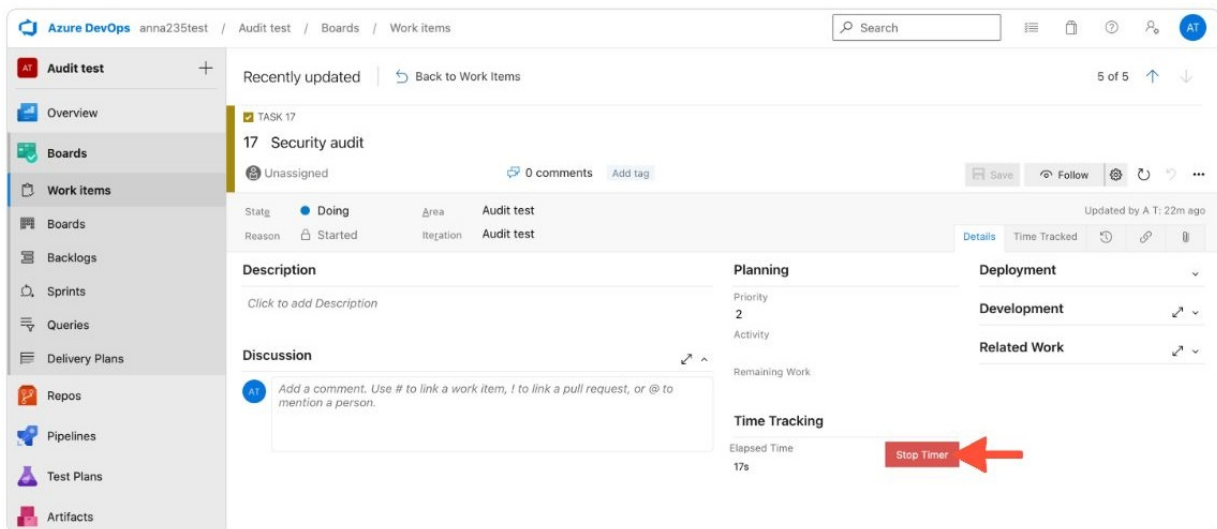 Azure DevOps anna235test / Audit test / Boards / Work items
Search
AT
AT Audit test
Overview
Boards
Work items
Boards
Backlogs
Sprints
Queries
Delivery Plans
Repos
Pipelines
Test Plans
Artifacts
Recently updated
Back to Work Items
5 of 5
TASK 17
17 Security audit
Unassigned
0 comments
Add tag
Save
Follow
State Doing
Area Audit test
Updated by A T: 22m ago
Reason Started
Iteration Audit test
Details
Time Tracked
Description
Click to add Description
Discussion
AT
Add a comment. Use # to link a work item, ! to link a pull request, or @ to
mention a person.
Planning
Priority
2
Activity
Remaining Work
Time Tracking
Elapsed Time
17s
Stop Timer
Deployment
Development
Related Work